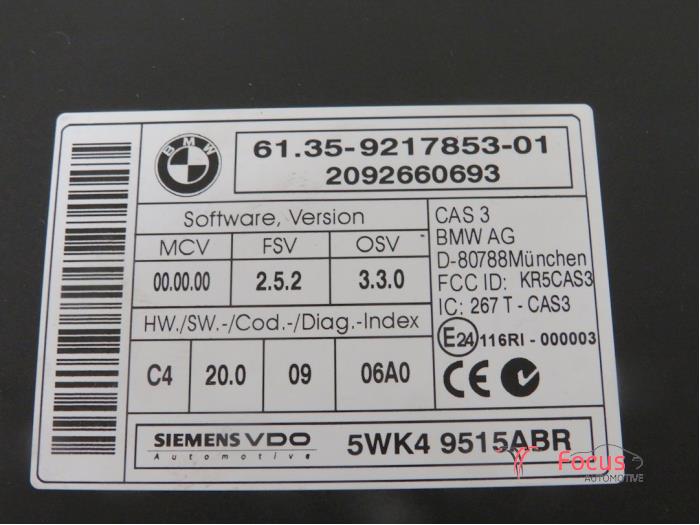 BMW
61.35-9217853-01
2092660693
Software, Version
MCV FSV OSV
00.00.00 2.5.2 3.3.0
HW./SW.-/Cod.-/Diag.-Index
C4 20.0 09 06A0
CAS 3
BMW AG
D-80788München
FCC ID: KR5CAS3
IC: 267 T - CAS3
E24 116RI - 000003
CE
SIEMENS VDO
Automotive
5WK4 9515ABR
Focus
AUTOMOTIVE